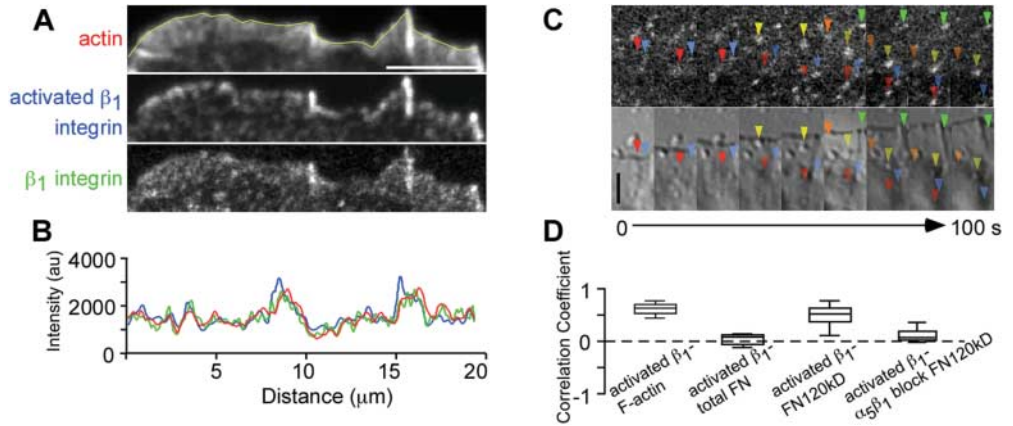 A
actin
activated β1
integrin
β1 integrin
B
Intensity (au)
4000
2000
0
5
10
15
20
Distance (μm)
C
0
100 s
D
Correlation Coefficient
1
0
-1
activated β1-
F-actin
activated β1-
total FN
activated β1-
FN120kD
activated β1-
α5β1 block FN120kD